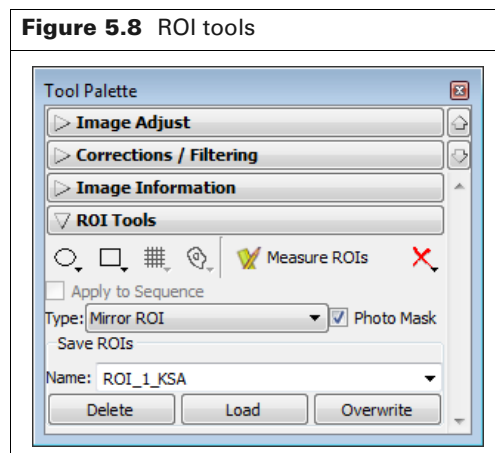 Figure 5.8 ROI tools
Tool Palette
Image Adjust
Corrections / Filtering
Image Information
ROI Tools
Measure ROIs
Apply to Sequence
Type: Mirror ROI Photo Mask
Save ROIs
Name: ROI_1_KSA
Delete Load Overwrite